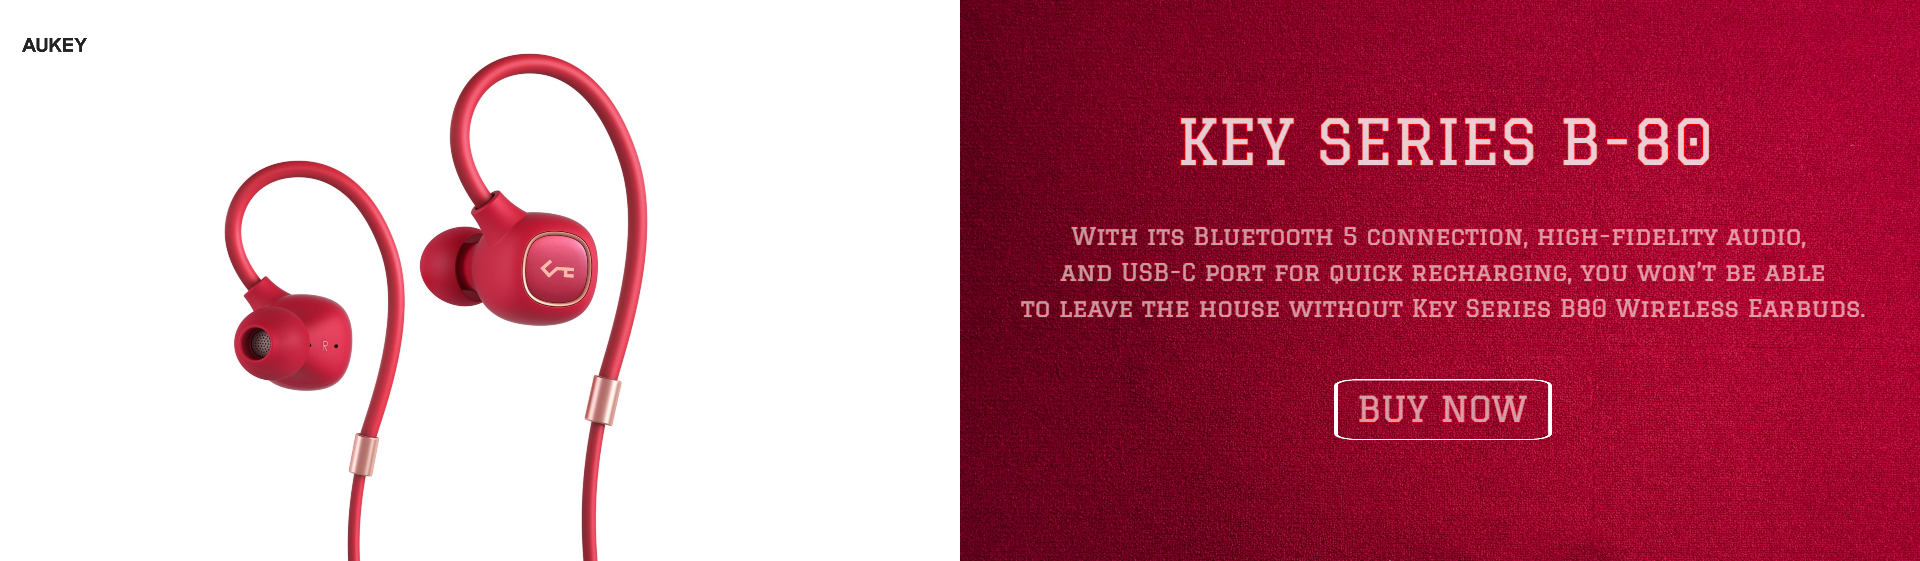 AUKEY
R
KEY SERIES B-80
With its Bluetooth 5 connection, high-fidelity audio,
and USB-C port for quick recharging, you won't be able
to leave the house without Key Series B80 Wireless Earbuds.
BUY NOW